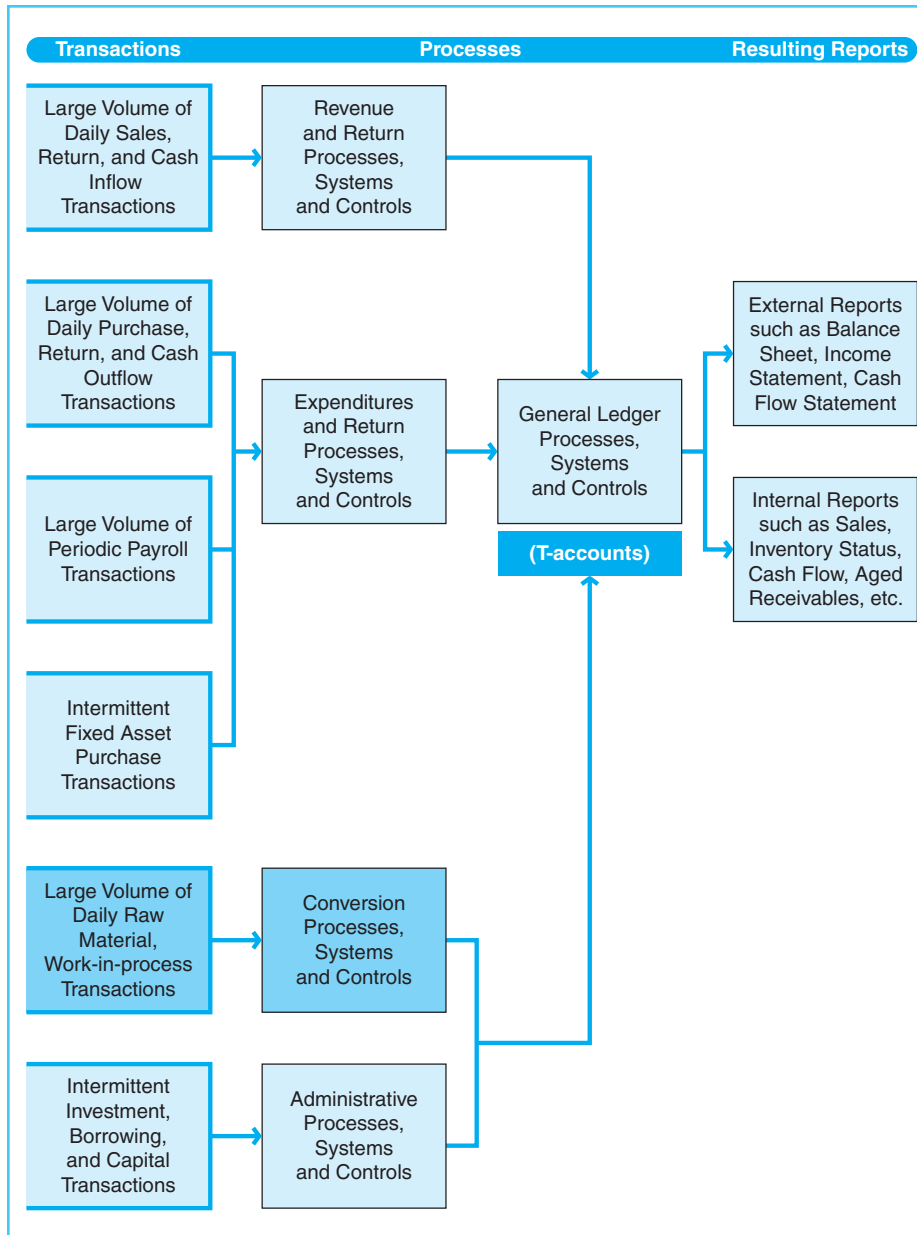 Transactions
Processes
Resulting Reports
Large Volume of
Daily Sales,
Return, and Cash
Inflow
Transactions
Revenue
and Return
Processes,
Systems
and Controls
Large Volume of
Daily Purchase,
Return, and Cash
Outflow
Transactions
Expenditures
and Return
Processes,
Systems
and Controls
General Ledger
Processes,
Systems
and Controls
(T-accounts)
External Reports
such as Balance
Sheet, Income
Statement, Cash
Flow Statement
Internal Reports
such as Sales,
Inventory Status,
Cash Flow, Aged
Receivables, etc.
Large Volume of
Periodic Payroll
Transactions
Intermittent
Fixed Asset
Purchase
Transactions
Large Volume of
Daily Raw
Material,
Work-in-process
Transactions
Conversion
Processes,
Systems
and Controls
Intermittent
Investment,
Borrowing,
and Capital
Transactions
Administrative
Processes,
Systems
and Controls